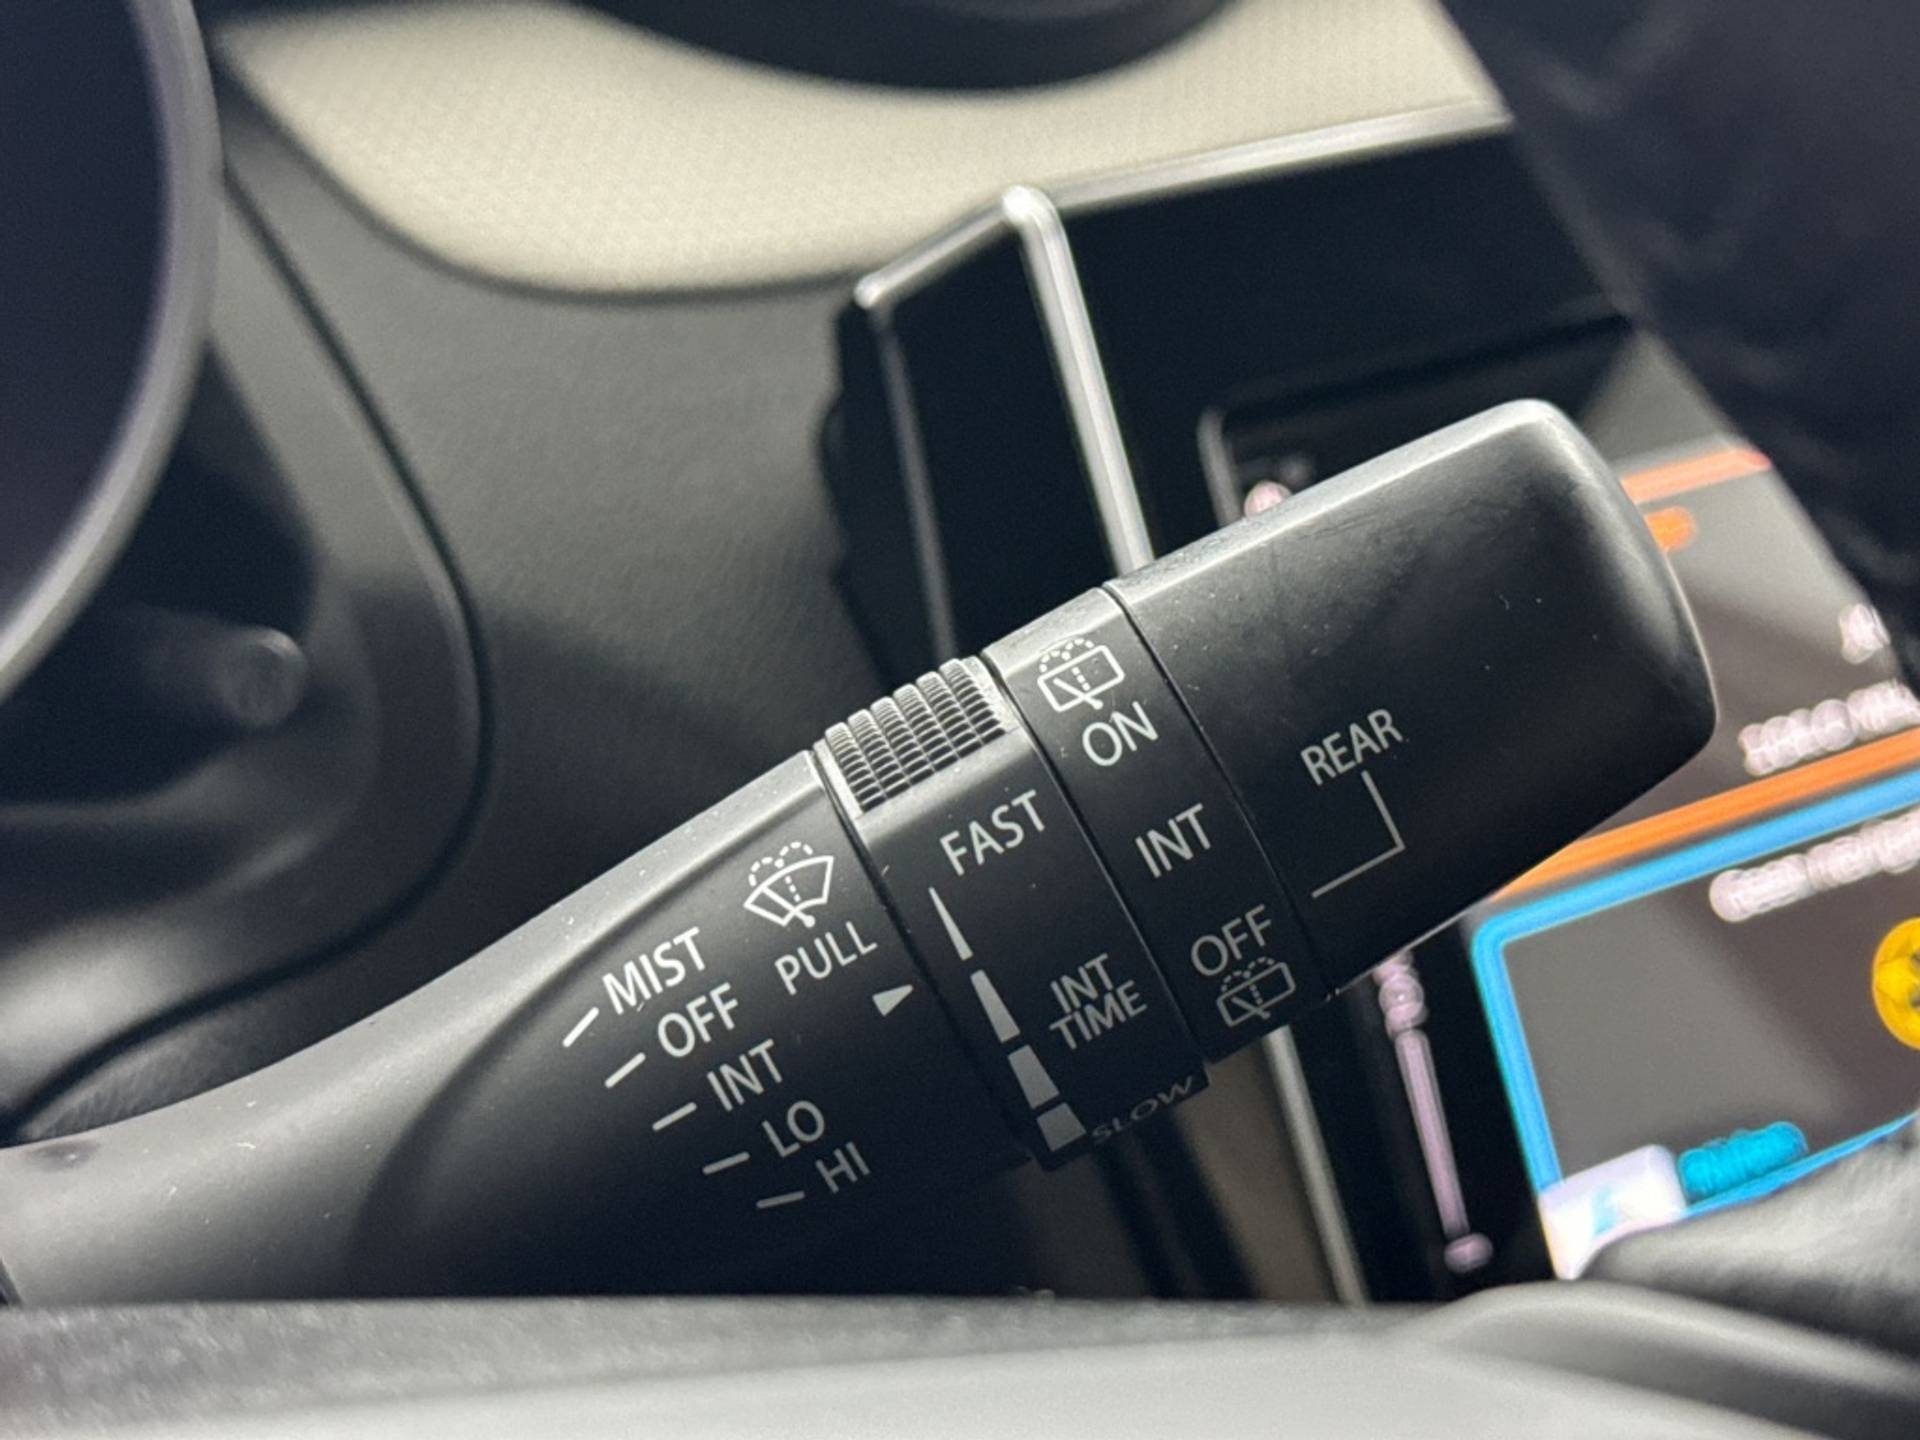 MIST
OFF
INT
LO
HI
PULL
FAST
INT
TIME
SLOW
ON
INT
OFF
REAR